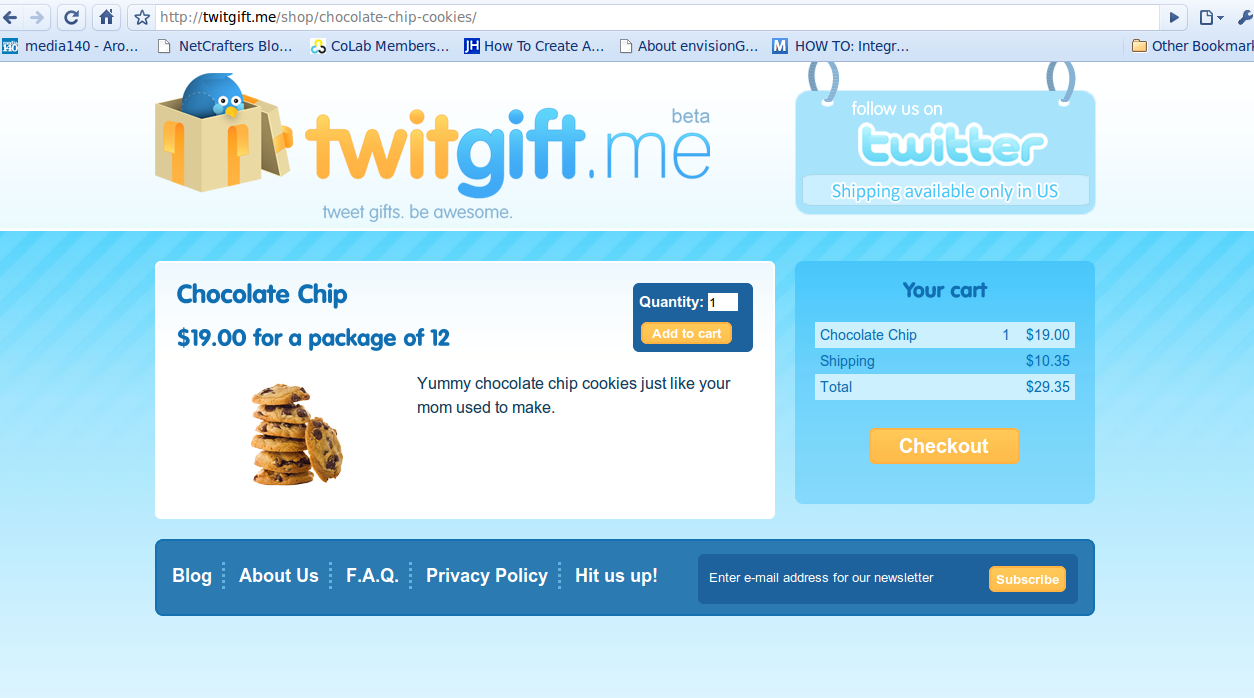 http://twitgift.me/shop/chocolate-chip-cookies/
media140 - Aro...
NetCrafters Blo...
CoLab Members...
JH How To Create A...
About envisionG...
M HOW TO: Integr...
Other Bookmar
twitgift.me
beta
tweet gifts. be awesome.
follow us on
twitter
Shipping available only in US
Chocolate Chip
$19.00 for a package of 12
Quantity: 1
Add to cart
Yummy chocolate chip cookies just like your
mom used to make.
Your cart
Chocolate Chip 1 $19.00
Shipping $10.35
Total $29.35
Checkout
Blog
About Us
F.A.Q.
Privacy Policy
Hit us up!
Enter e-mail address for our newsletter
Subscribe